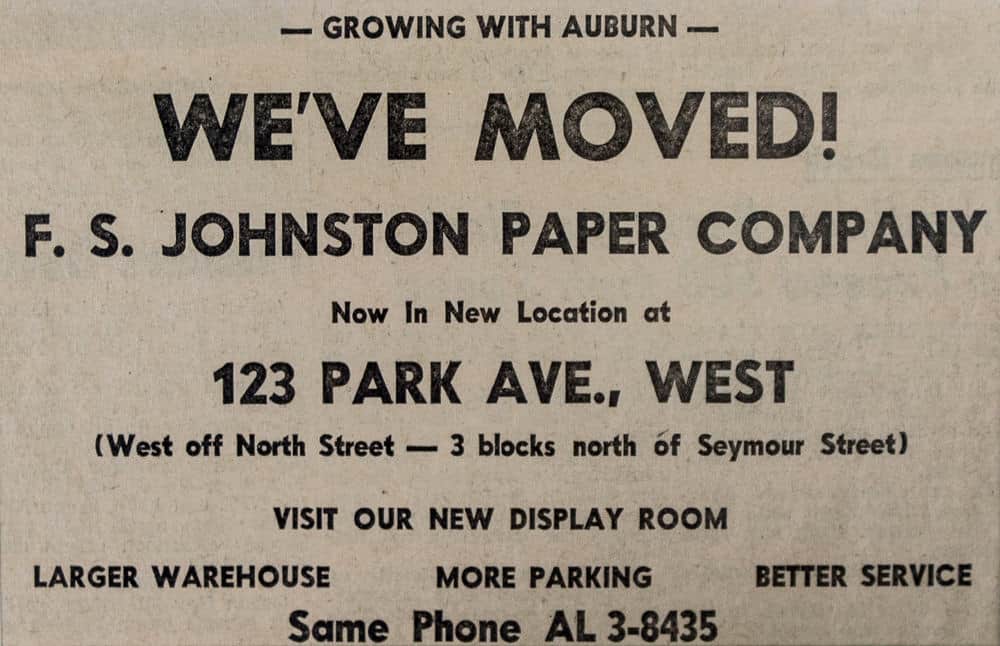 — GROWING WITH AUBURN —
WE'VE MOVED!
F. S. JOHNSTON PAPER COMPANY
Now In New Location at
123 PARK AVE., WEST
(West off North Street — 3 blocks north of Seymour Street)
VISIT OUR NEW DISPLAY ROOM
LARGER WAREHOUSE MORE PARKING BETTER SERVICE
Same Phone AL 3-8435